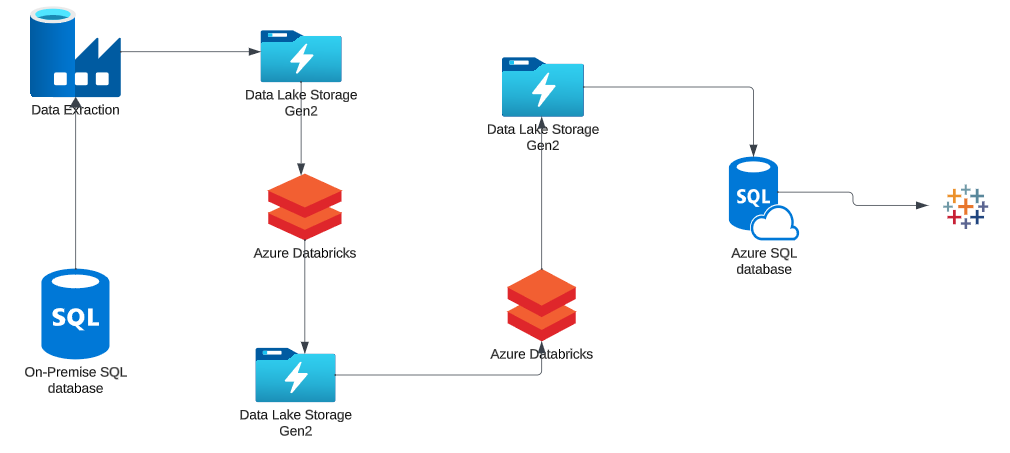 Data Extraction
Data Lake Storage
Gen2
Azure Databricks
SQL
On-Premise SQL
database
Data Lake Storage
Gen2
Azure Databricks
Data Lake Storage
Gen2
SQL
Azure SQL
database